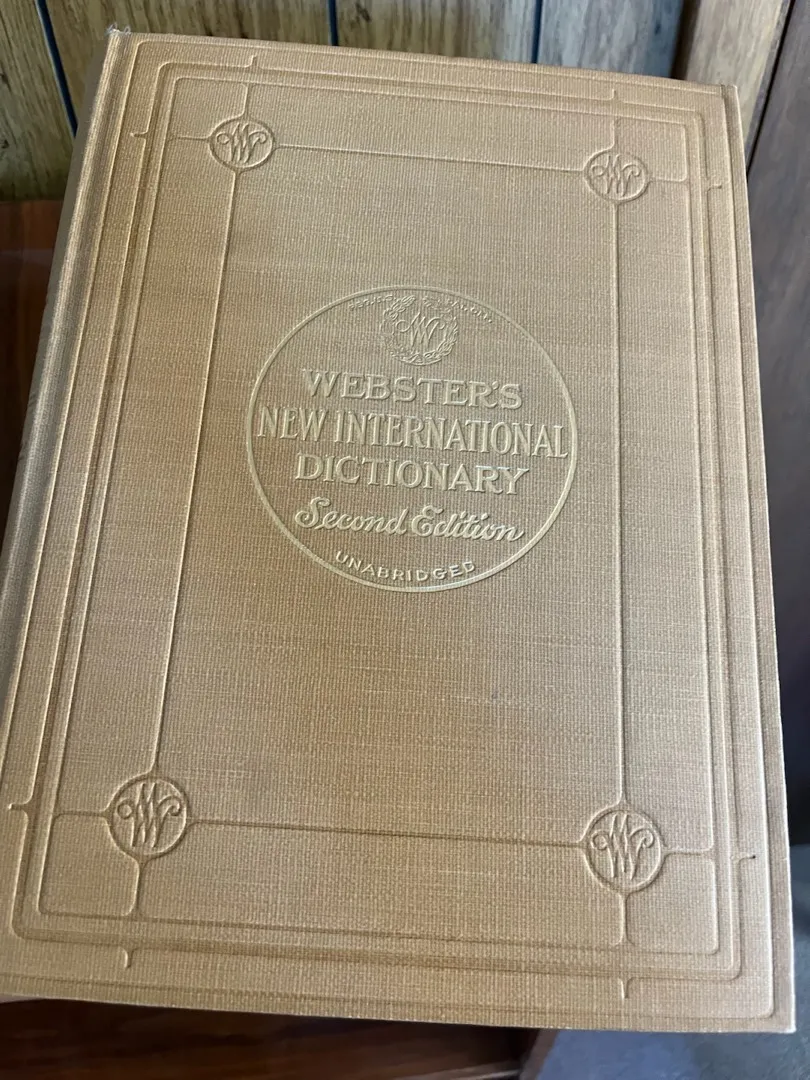 WEBSTER'S
NEW INTERNATIONAL
DICTIONARY
Second Edition
UNABRIDGED
W
W
W
W
W